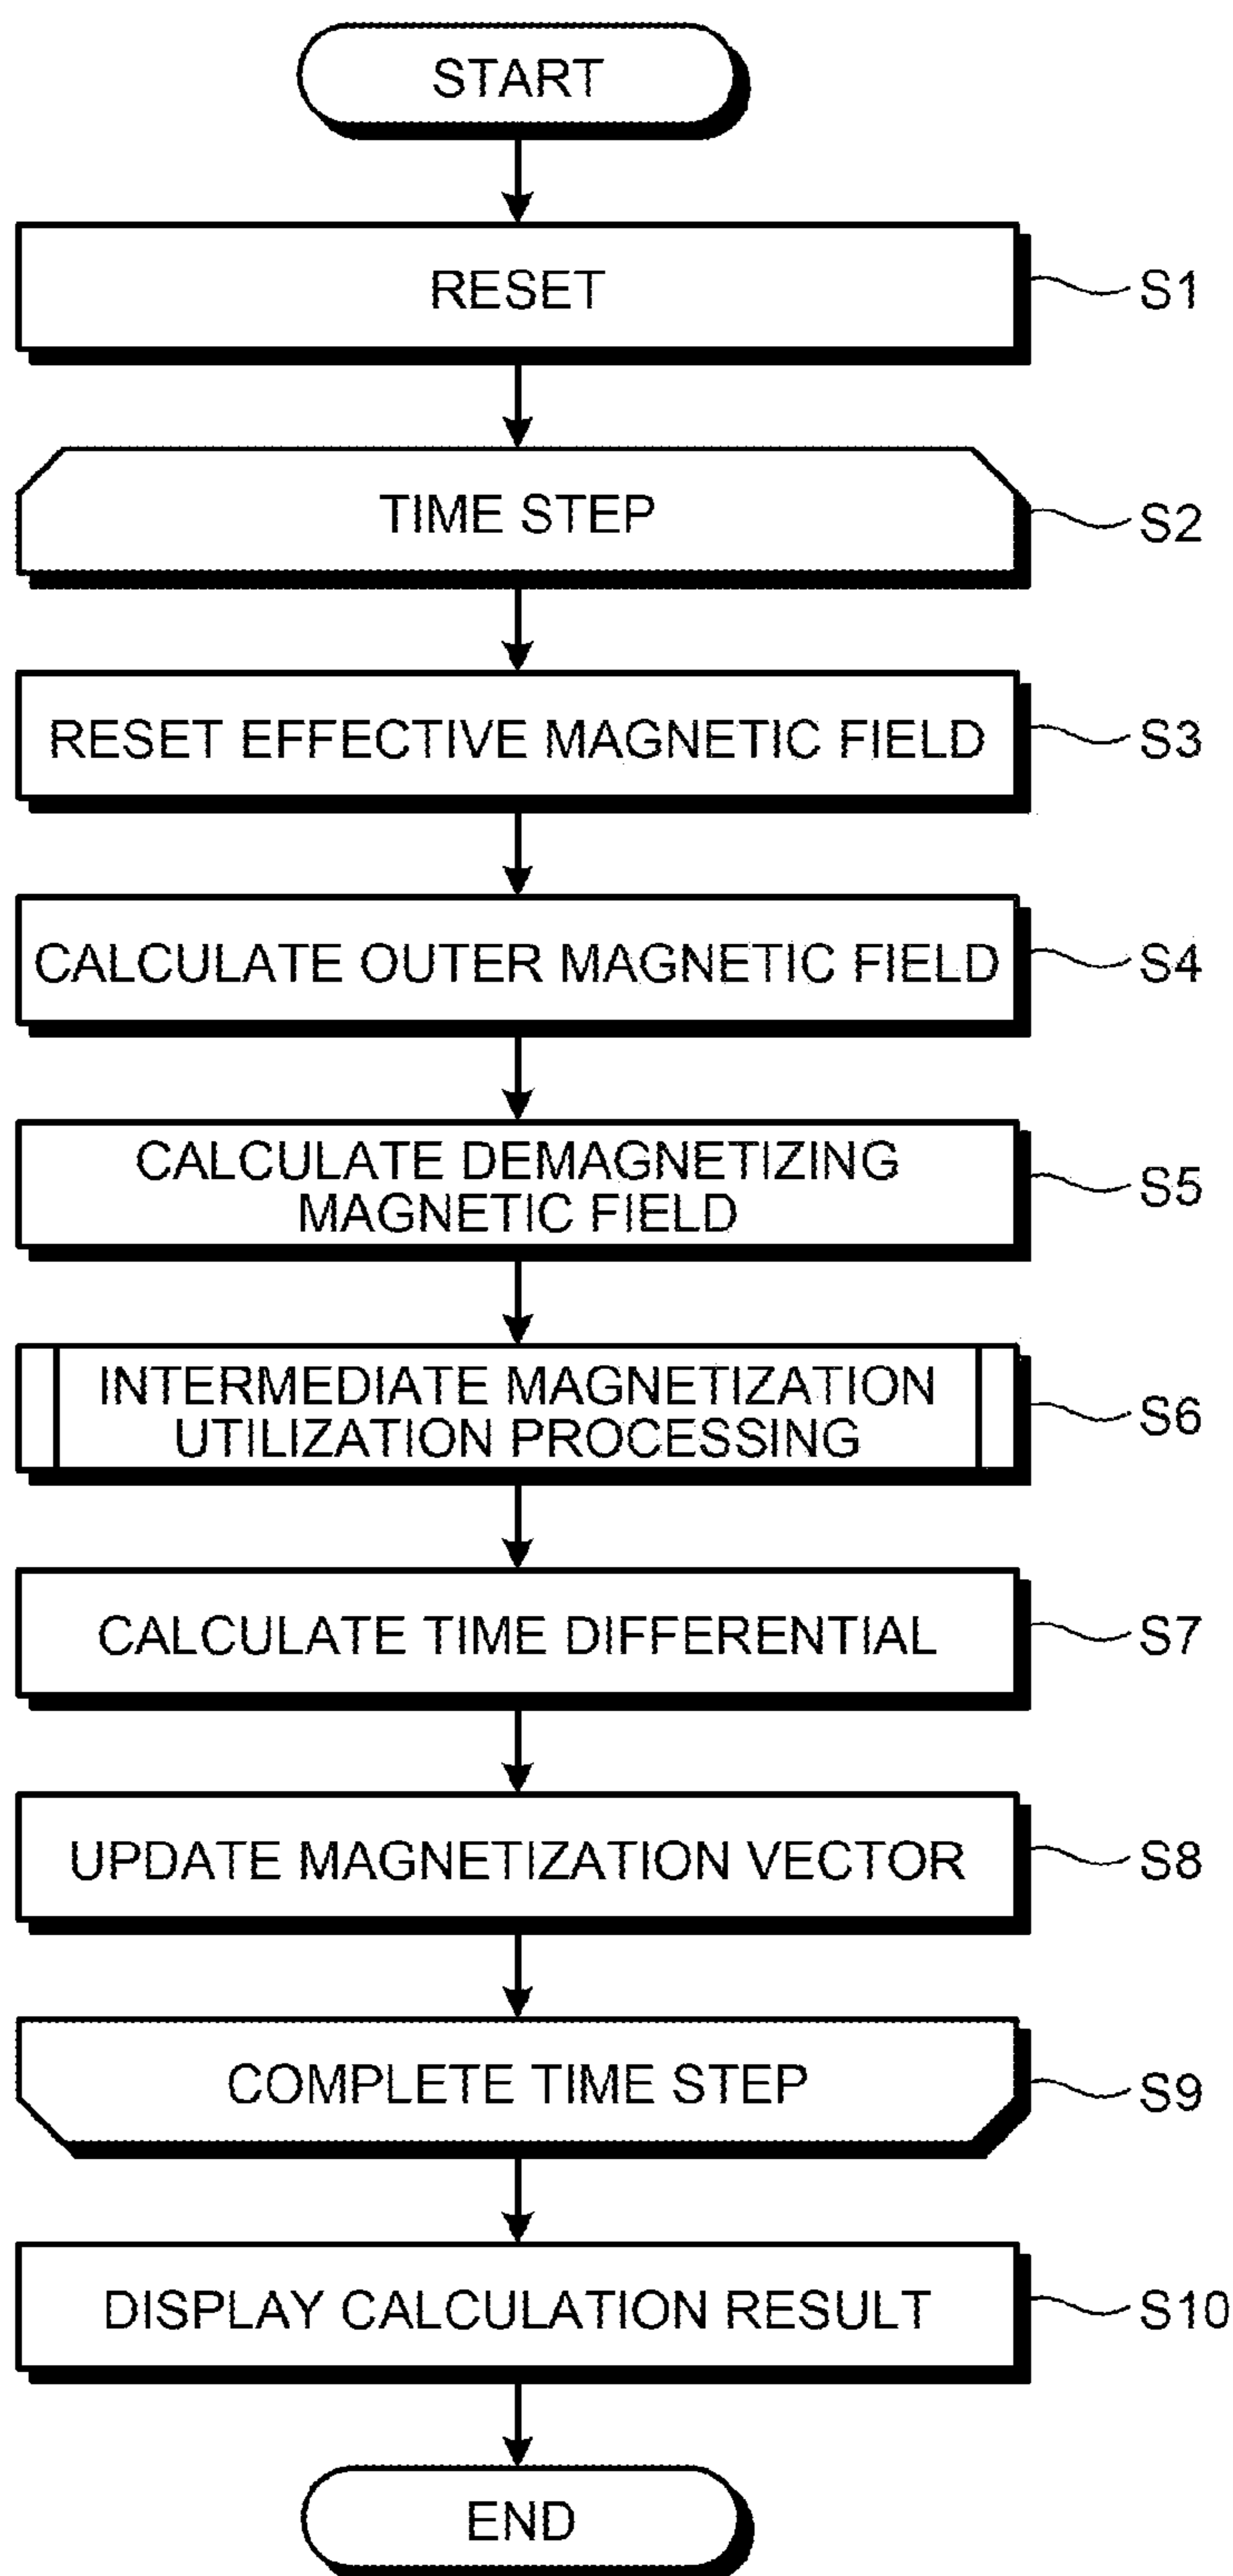 START
RESET
S1
TIME STEP
S2
RESET EFFECTIVE MAGNETIC FIELD
S3
CALCULATE OUTER MAGNETIC FIELD
S4
CALCULATE DEMAGNETIZING
MAGNETIC FIELD
S5
INTERMEDIATE MAGNETIZATION
UTILIZATION PROCESSING
S6
CALCULATE TIME DIFFERENTIAL
S7
UPDATE MAGNETIZATION VECTOR
S8
COMPLETE TIME STEP
S9
DISPLAY CALCULATION RESULT
S10
END